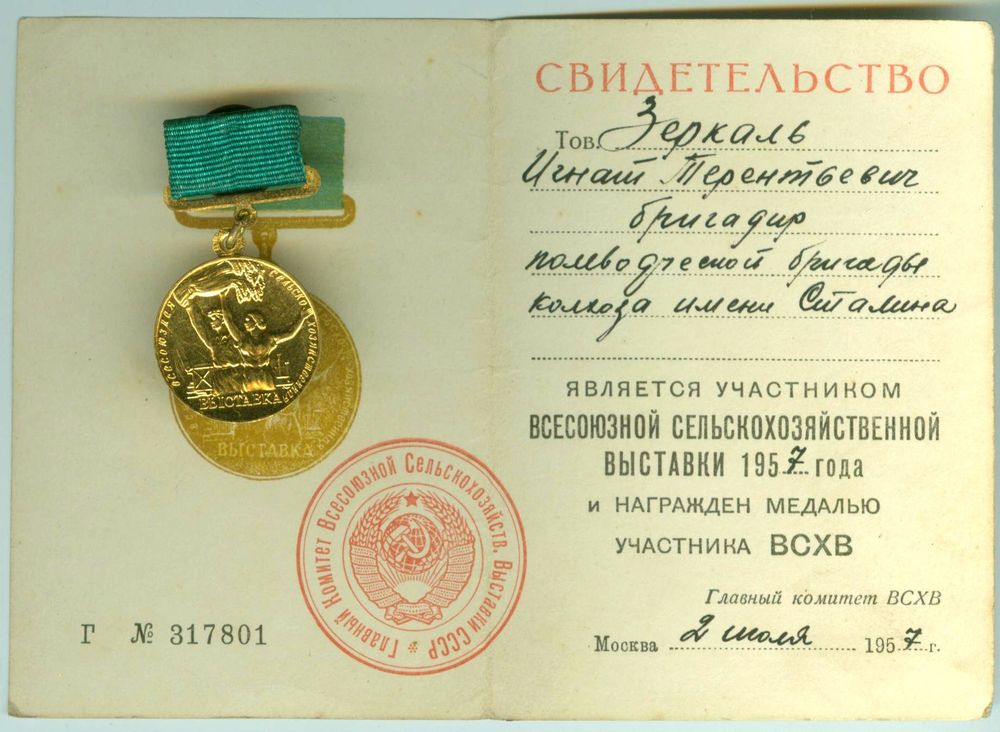 ВСЕСОЮЗНАЯ СЕЛЬСКОХОЗЯЙСТВЕННАЯ
ВЫСТАВКА
ВЫСТАВКА
Главный Комитет Всесоюзной Сельскохозяйств. Выставки СССР
Г № 317801
СВИДЕТЕЛЬСТВО
Тов. Зеркаль
Игнат Терентьевич
бригадир
полеводческой бригады
колхоза имени Сталина
ЯВЛЯЕТСЯ УЧАСТНИКОМ
ВСЕСОЮЗНОЙ СЕЛЬСКОХОЗЯЙСТВЕННОЙ
ВЫСТАВКИ 1957 года
и НАГРАЖДЕН МЕДАЛЬЮ
УЧАСТНИКА ВСХВ
Главный комитет ВСХВ
Москва 2 июля 1957 г.